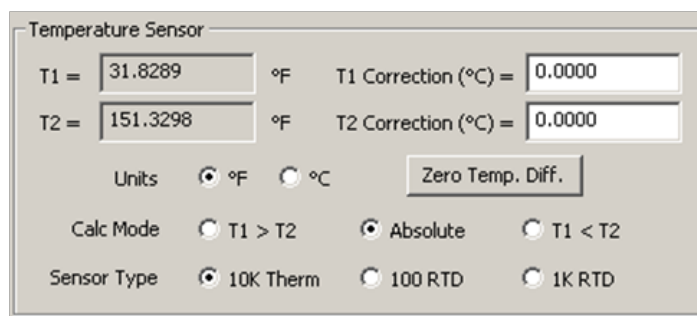 Temperature Sensor
T1 = 31.8289 °F T1 Correction (°C) = 0.0000
T2 = 151.3298 °F T2 Correction (°C) = 0.0000
Units °F °C Zero Temp. Diff.
Calc Mode T1 > T2 Absolute T1 < T2
Sensor Type 10K Therm 100 RTD 1K RTD